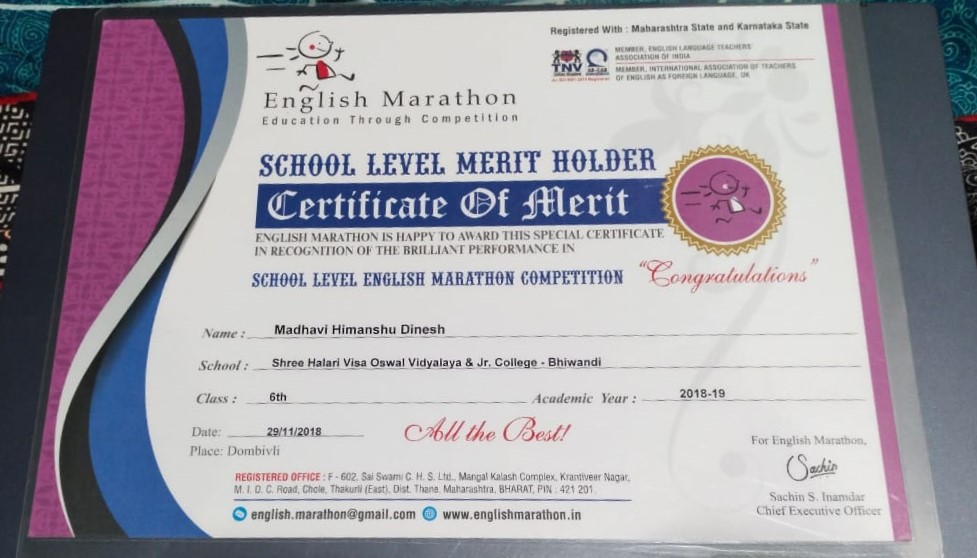 Registered With : Maharashtra State and Karnataka State
TNV
MEMBER, ENGLISH LANGUAGE TEACHERS'
ASSOCIATION OF INDIA
MEMBER, INTERNATIONAL ASSOCIATION OF TEACHERS
OF ENGLISH AS FOREIGN LANGUAGE, UK
English Marathon
Education Through Competition
SCHOOL LEVEL MERIT HOLDER
Certificate Of Merit
ENGLISH MARATHON IS HAPPY TO AWARD THIS SPECIAL CERTIFICATE
IN RECOGNITION OF THE BRILLIANT PERFORMANCE IN
SCHOOL LEVEL ENGLISH MARATHON COMPETITION "Congratulations"
Name : Madhavi Himanshu Dinesh
School : Shree Halari Visa Oswal Vidyalaya & Jr. College - Bhiwandi
Class : 6th Academic Year : 2018-19
Date: 29/11/2018 All the Best!
Place: Dombivli
For English Marathon,
Sachin
Sachin S. Inamdar
Chief Executive Officer
REGISTERED OFFICE : F - 602, Sai Swami C. H. S. Ltd., Mangal Kalash Complex, Krantiveer Nagar,
M. I. D. C. Road, Chole, Thakurli (East), Dist. Thane, Maharashtra, BHARAT, PIN : 421 201.
english.marathon@gmail.com www.englishmarathon.in